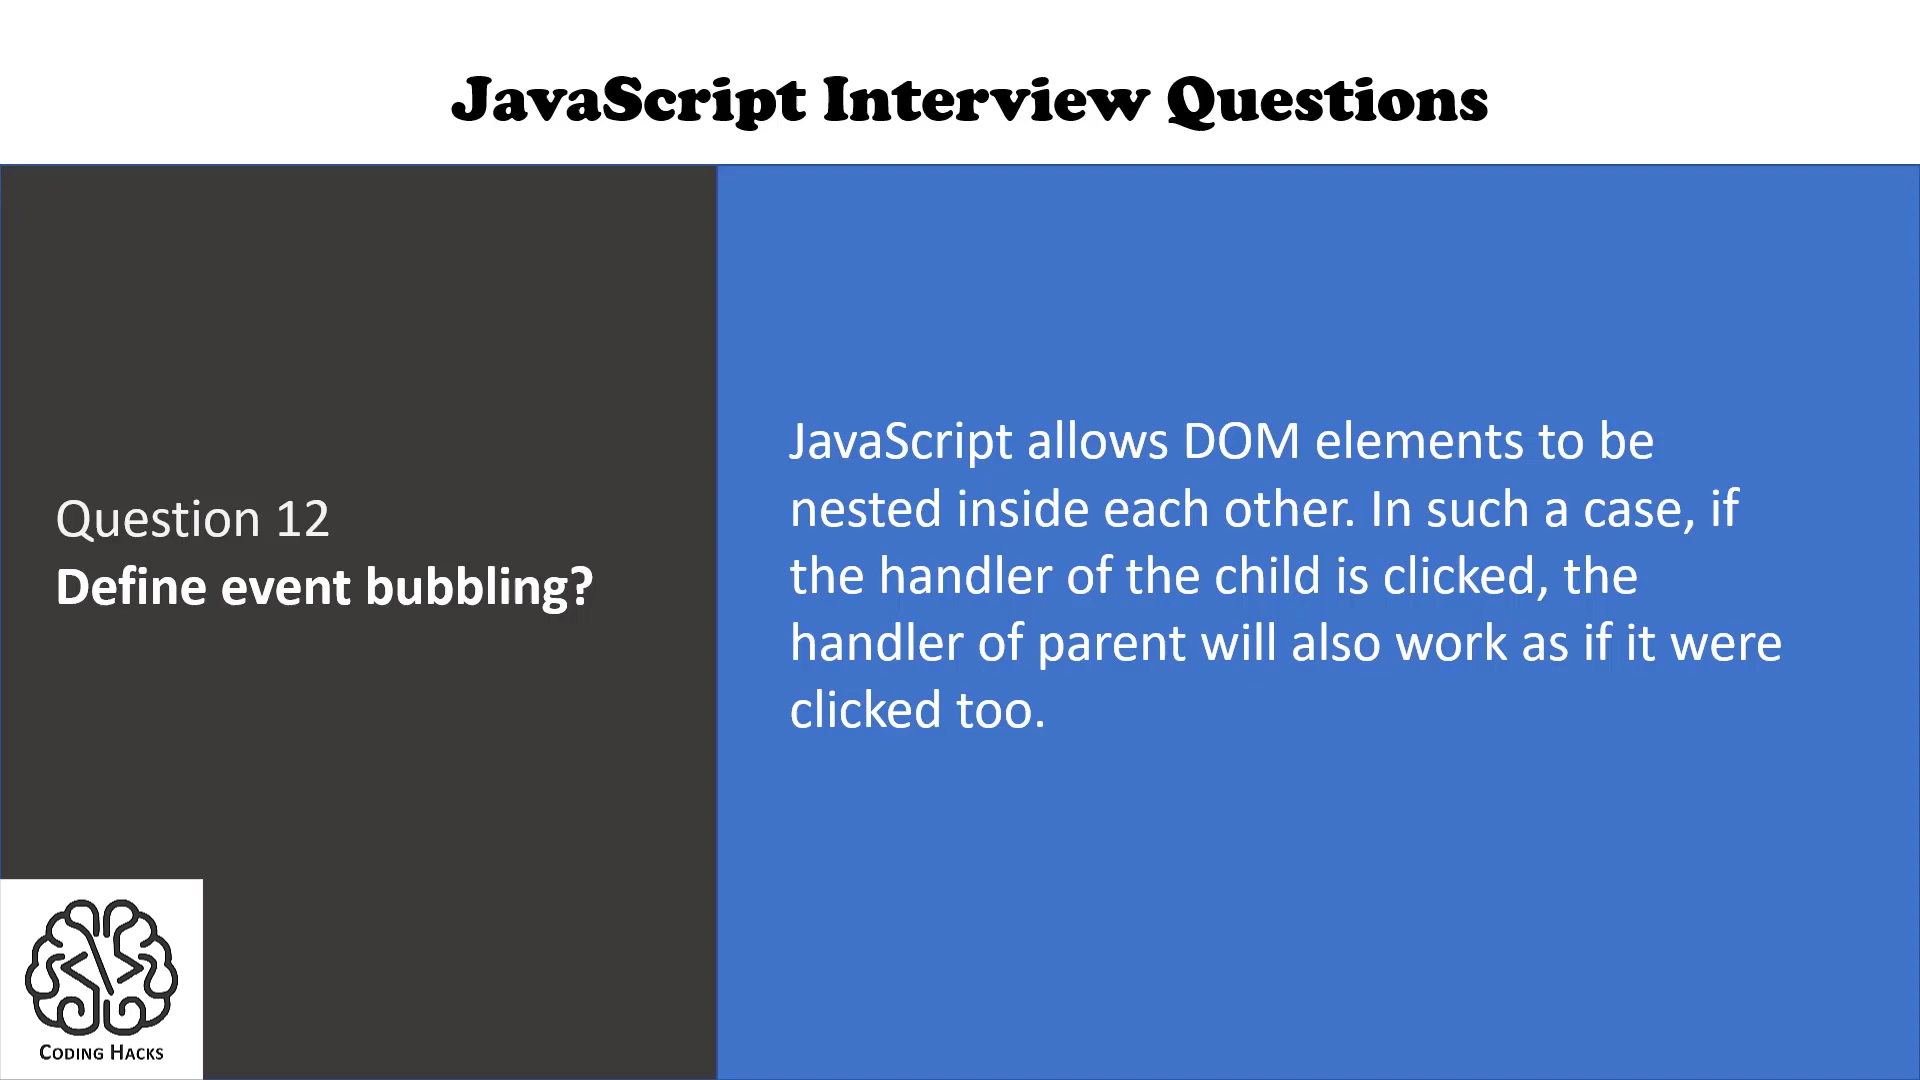 JavaScript Interview Questions
Question 12
Define event bubbling?
JavaScript allows DOM elements to be
nested inside each other. In such a case, if
the handler of the child is clicked, the
handler of parent will also work as if it were
clicked too.
CODING HACKS